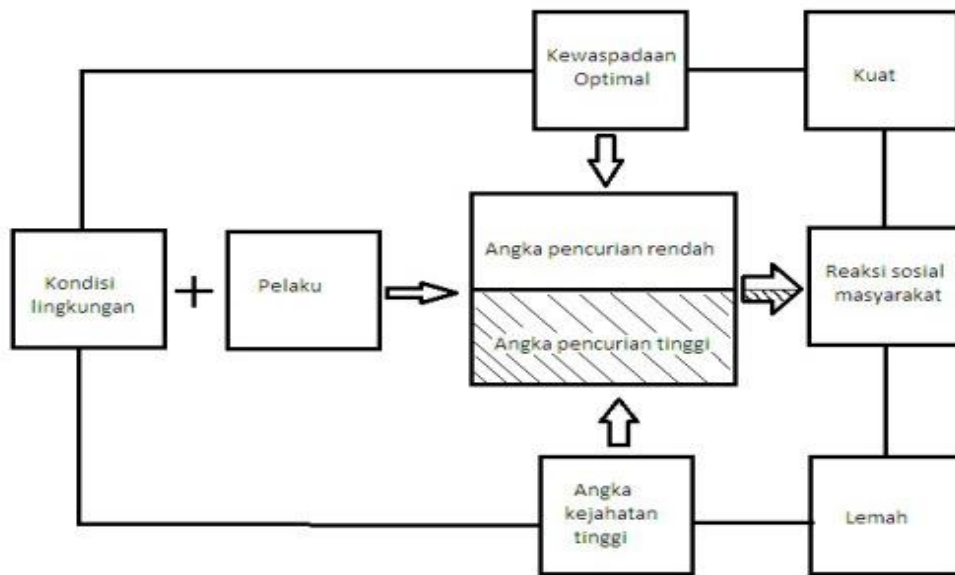 Kewaspadaan
Optimal
Kuat
Kondisi
lingkungan
+
Pelaku
Angka pencurian rendah
Angka pencurian tinggi
Reaksi sosial
masyarakat
Angka
kejahatan
tinggi
Lemah